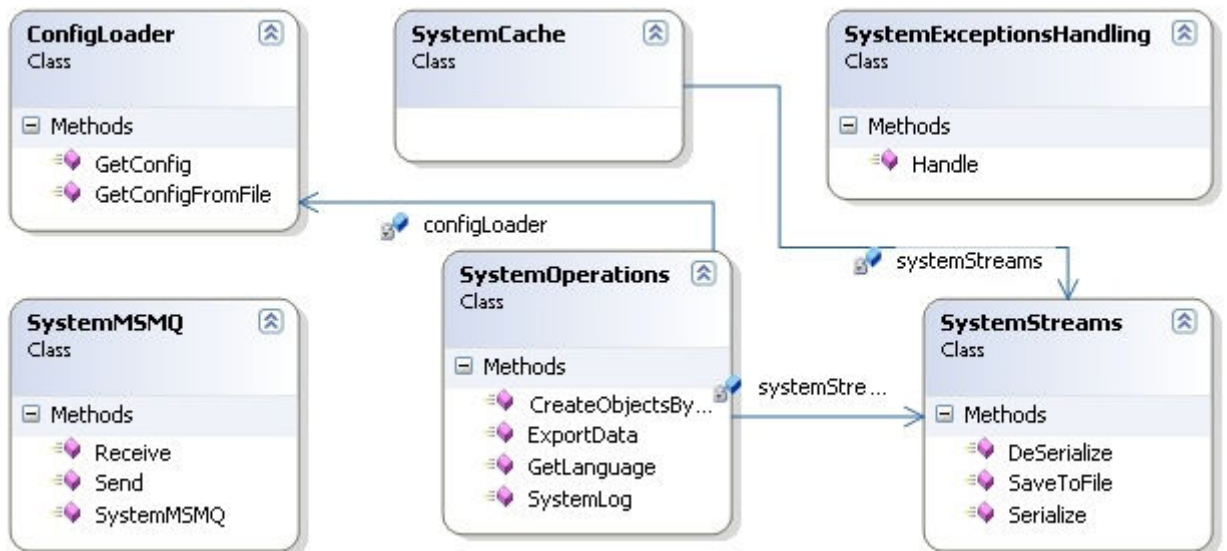 ConfigLoader
Class
Methods
GetConfig
GetConfigFromFile
SystemCache
Class
SystemExceptionsHandling
Class
Methods
Handle
configLoader
systemStreams
SystemMSMQ
Class
Methods
Receive
Send
SystemMSMQ
SystemOperations
Class
Methods
CreateObjectsBy...
ExportData
GetLanguage
SystemLog
systemStre ...
SystemStreams
Class
Methods
DeSerialize
SaveToFile
Serialize